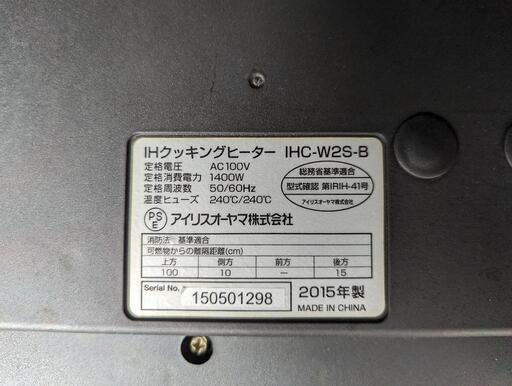 IHクッキングヒーター IHC-W2S-B
定格電圧 AC100V
定格消費電力 1400W
定格周波数 50/60Hz
温度ヒューズ 240℃/240℃
総務省基準適合
型式確認 第IRIH-41号
アイリスオーヤマ株式会社
PSE アイリスオーヤマ株式会社
消防法 基準適合
可燃物からの離隔距離(cm)
上方 側方 前方 後方
100 10 — 15
Serial No. 150501298
2015年製
MADE IN CHINA